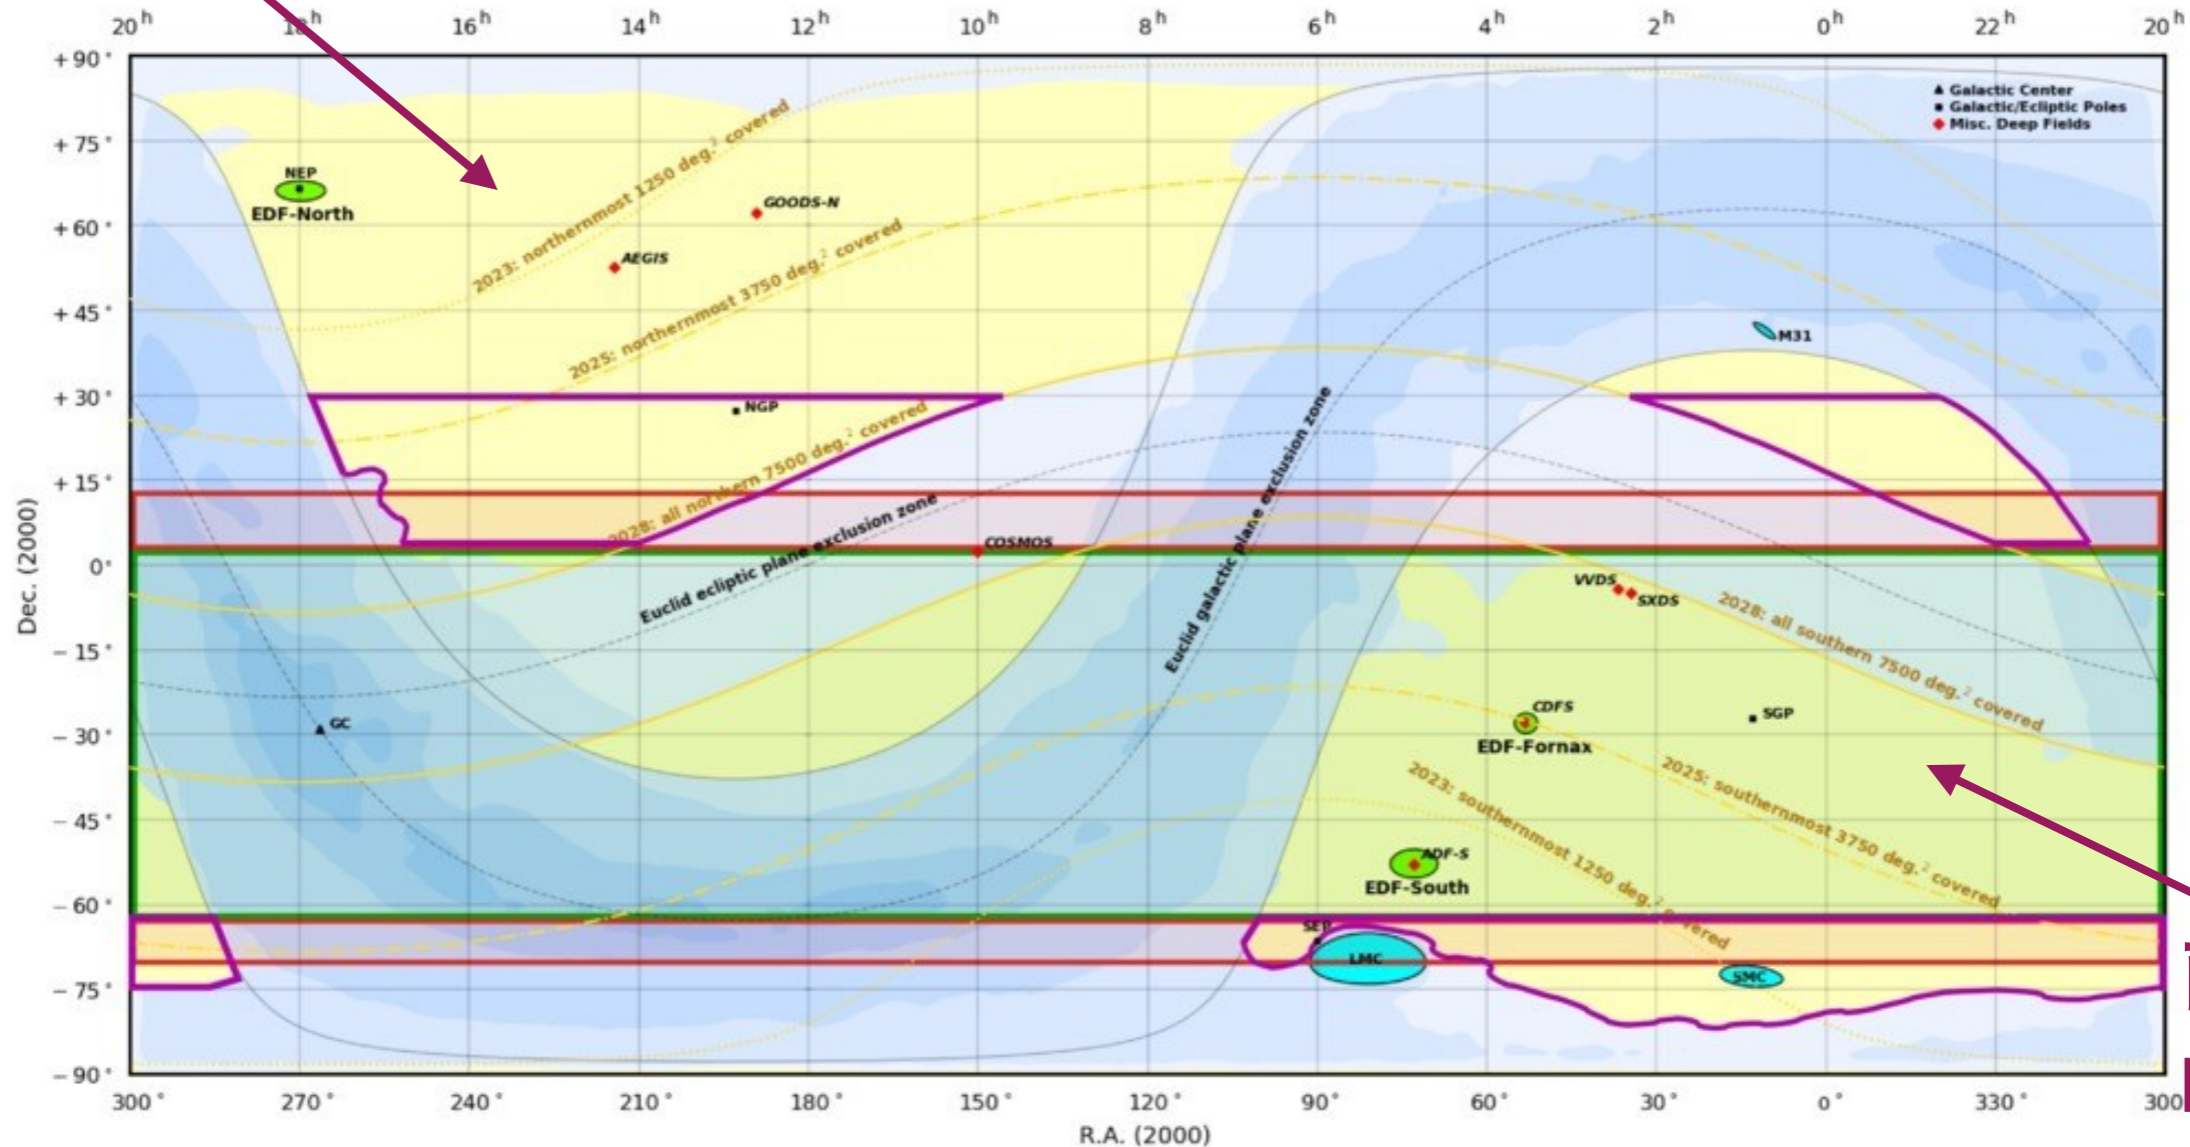 20h 18h 16h 14h 12h 10h 8h 6h 4h 2h 0h 22h 20h
+90°
+75°
+60°
+45°
+30°
+15°
0°
−15°
−30°
−45°
−60°
−75°
−90°
Dec. (2000)
▲ Galactic Center
■ Galactic/Ecliptic Poles
◆ Misc. Deep Fields
2023: northernmost 1250 deg.² covered
NEP
EDF-North
GOODS-N
AEGIS
2025: northernmost 3750 deg.² covered
M31
NGP
2028: all northern 7500 deg.² covered
Euclid ecliptic plane exclusion zone
Euclid galactic plane exclusion zone
COSMOS
VVDS
SXDS
2028: all southern 7500 deg.² covered
GC
CDFS
EDF-Fornax
SGP
2025: southernmost 3750 deg.² covered
2023: southernmost 1250 deg.² covered
ADF-S
EDF-South
SEP
LMC
SMC
300° 270° 240° 210° 180° 150° 120° 90° 60° 30° 0° 330° 300
R.A. (2000)